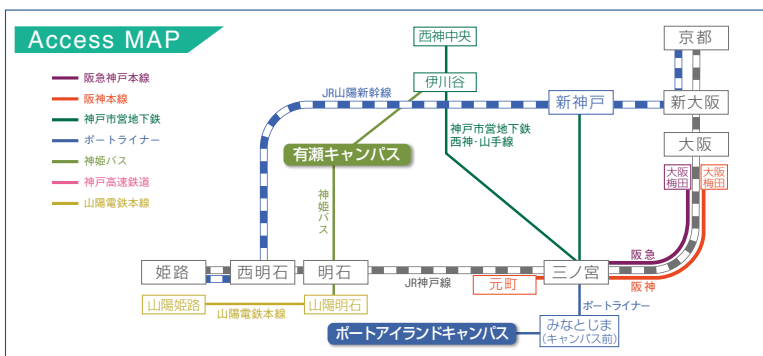 Access MAP
阪急神戸本線
阪神本線
神戸市営地下鉄
ポートライナー
神姫バス
神戸高速鉄道
山陽電鉄本線
西神中央
伊川谷
京都
JR山陽新幹線
新神戸
新大阪
神戸市営地下鉄
西神・山手線
大阪
有瀬キャンパス
大阪
梅田
大阪
梅田
神姫バス
阪急
姫路
西明石
明石
JR神戸線
元町
三ノ宮
阪神
山陽姫路
山陽電鉄本線
山陽明石
ポートライナー
ポートアイランドキャンパス
みなとじま
(キャンパス前)